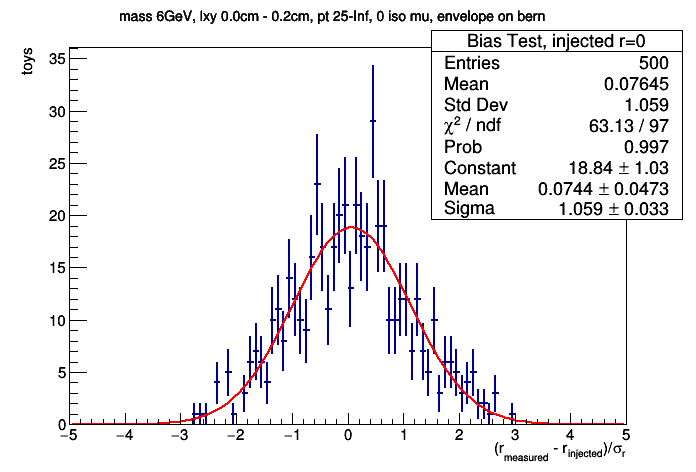 mass 6GeV, lxy 0.0cm - 0.2cm, pt 25-Inf, 0 iso mu, envelope on bern
Bias Test, injected r=0
Entries 500
Mean 0.07645
Std Dev 1.059
χ² / ndf 63.13 / 97
Prob 0.997
Constant 18.84 ± 1.03
Mean 0.0744 ± 0.0473
Sigma 1.059 ± 0.033
toys
35
30
25
20
15
10
5
0
−5 −4 −3 −2 −1 0 1 2 3 4 5
(r_measured - r_injected)/σ_r